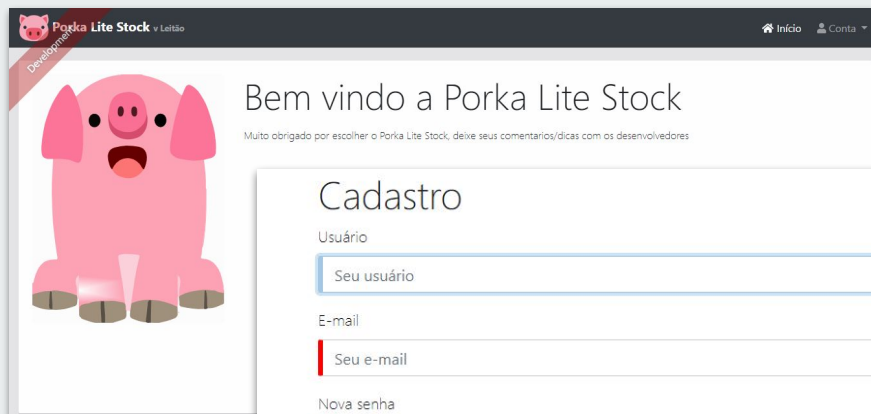 Porka Lite Stock v Leitão
Início
Conta
Development
Bem vindo a Porka Lite Stock
Muito obrigado por escolher o Porka Lite Stock, deixe seus comentarios/dicas com os desenvolvedores
Cadastro
Usuário
Seu usuário
E-mail
Seu e-mail
Nova senha